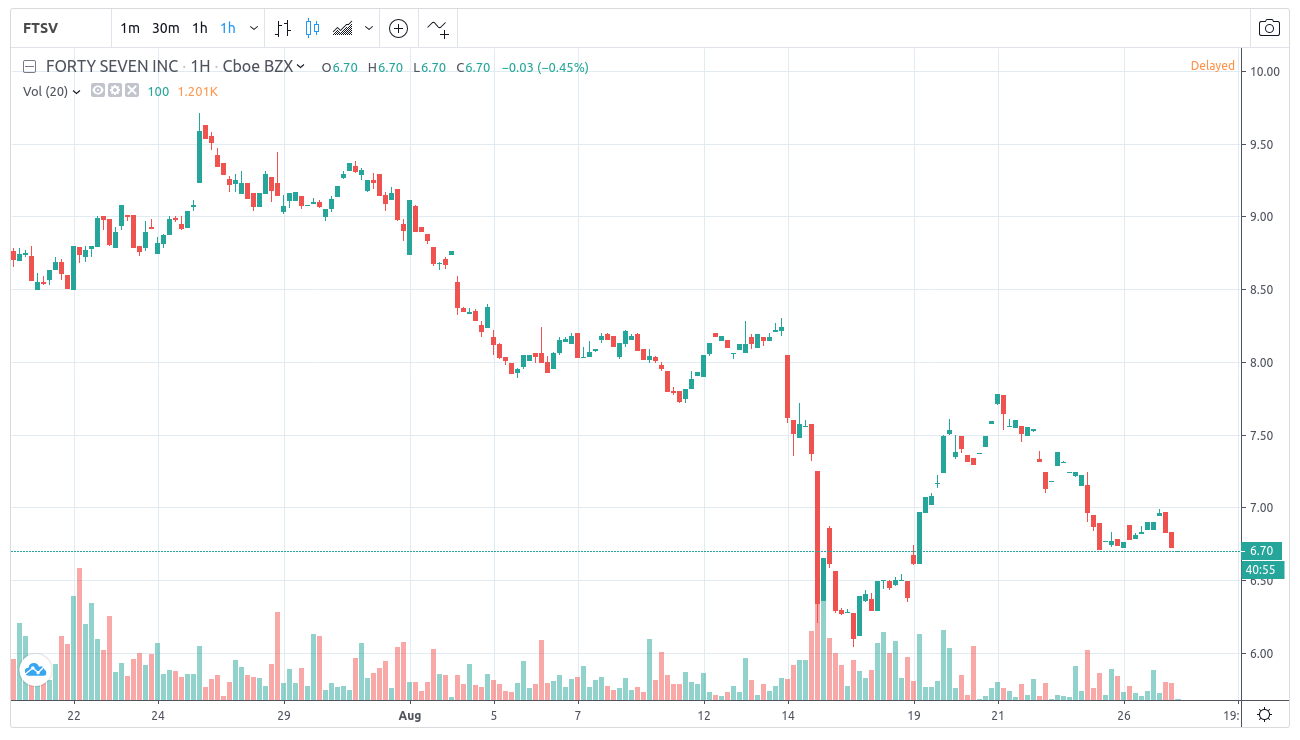 FTSV 1m 30m 1h 1h
FORTY SEVEN INC · 1H · Cboe BZX O6.70 H6.70 L6.70 C6.70 −0.03 (−0.45%) Delayed
Vol (20) 100 1.201K
10.00
9.50
9.00
8.50
8.00
7.50
7.00
6.70
40:55
6.50
6.00
22 24 29 Aug 5 7 12 14 19 21 26 19: